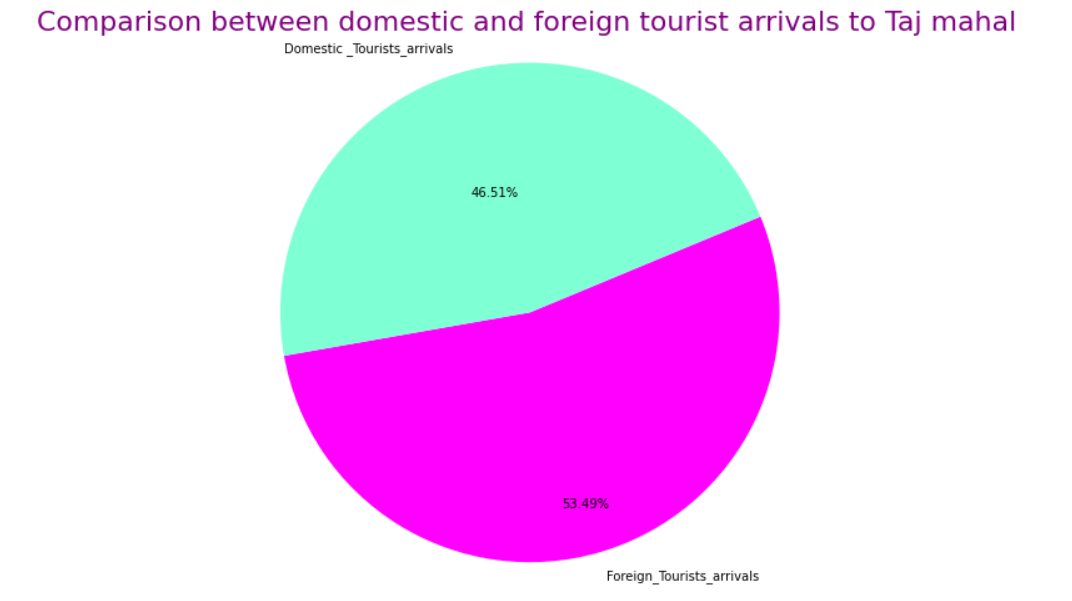 Comparison between domestic and foreign tourist arrivals to Taj mahal
Domestic _Tourists_arrivals
46.51%
53.49%
Foreign_Tourists_arrivals